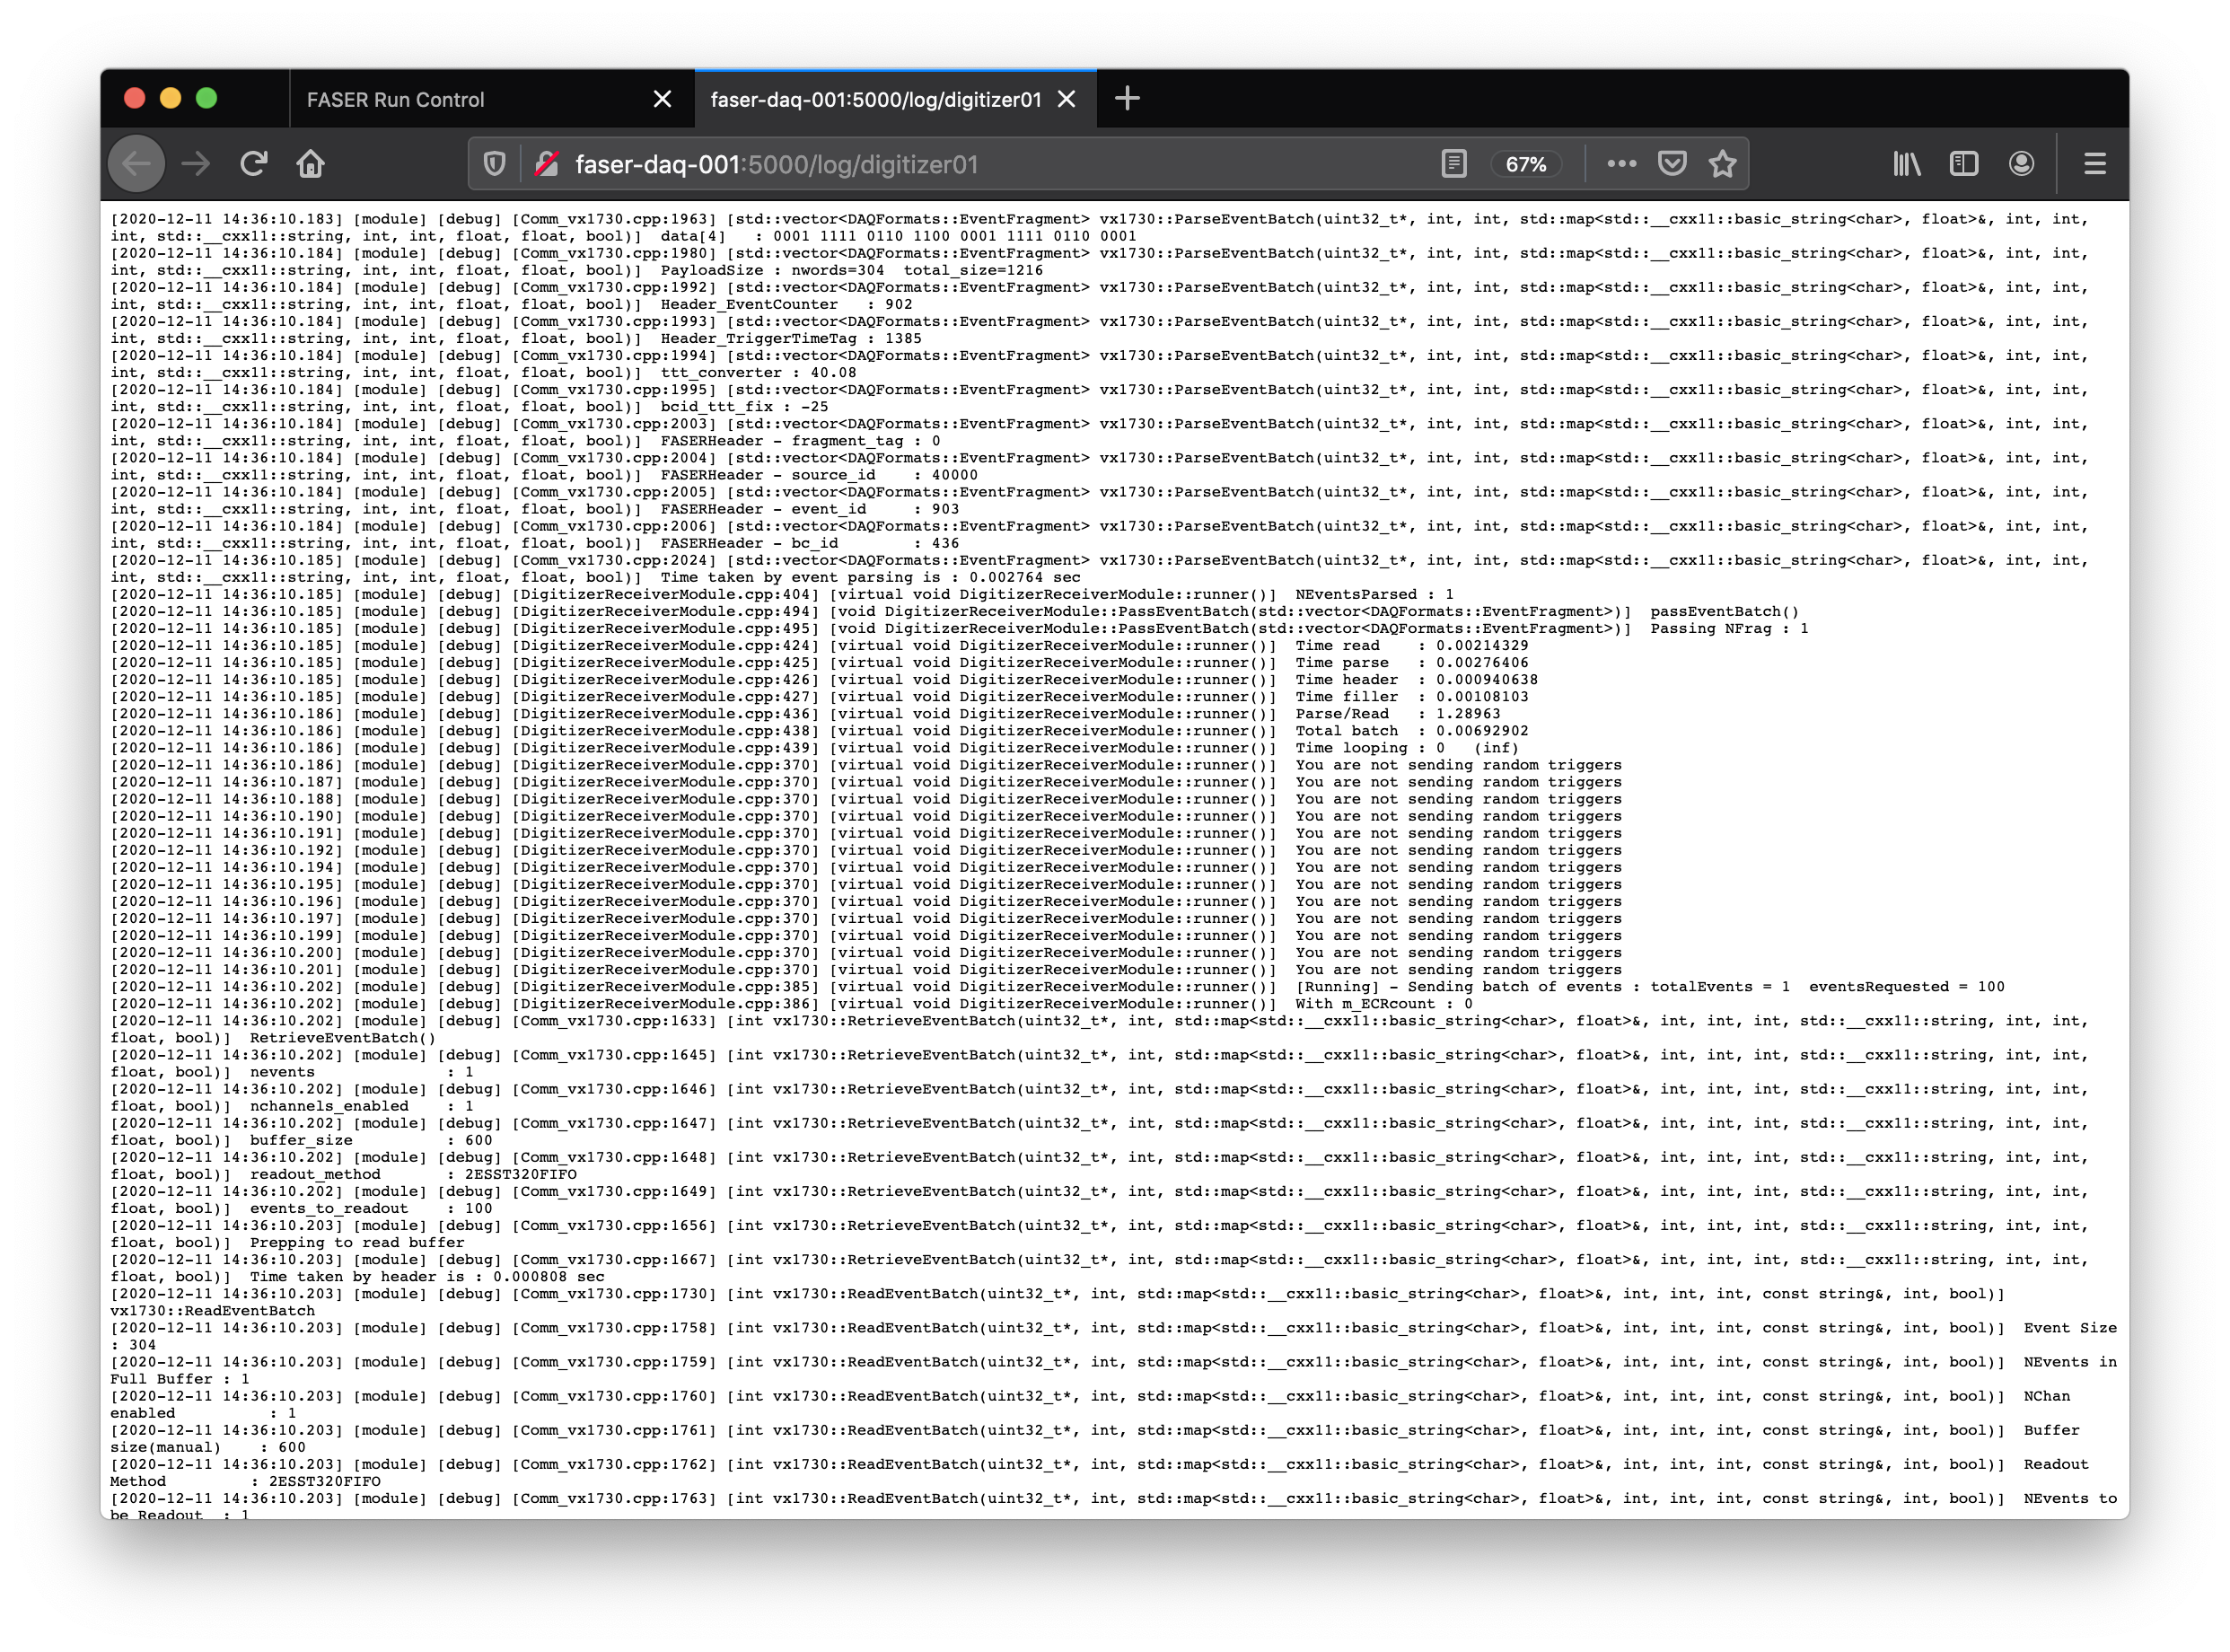 FASER Run Control
faser-daq-001:5000/log/digitizer01
faser-daq-001:5000/log/digitizer01
67%
[2020-12-11 14:36:10.183] [module] [debug] [Comm_vx1730.cpp:1963] [std::vector<DAQFormats::EventFragment> vx1730::ParseEventBatch(uint32_t*, int, int, std::map<std::__cxx11::basic_string<char>, float>&, int, int,
int, std::__cxx11::string, int, int, float, float, bool)]  data[4]   : 0001 1111 0110 1100 0001 1111 0110 0001
[2020-12-11 14:36:10.184] [module] [debug] [Comm_vx1730.cpp:1980] [std::vector<DAQFormats::EventFragment> vx1730::ParseEventBatch(uint32_t*, int, int, std::map<std::__cxx11::basic_string<char>, float>&, int, int,
int, std::__cxx11::string, int, int, float, float, bool)]  PayloadSize : nwords=304  total_size=1216
[2020-12-11 14:36:10.184] [module] [debug] [Comm_vx1730.cpp:1992] [std::vector<DAQFormats::EventFragment> vx1730::ParseEventBatch(uint32_t*, int, int, std::map<std::__cxx11::basic_string<char>, float>&, int, int,
int, std::__cxx11::string, int, int, float, float, bool)]  Header_EventCounter   : 902
[2020-12-11 14:36:10.184] [module] [debug] [Comm_vx1730.cpp:1993] [std::vector<DAQFormats::EventFragment> vx1730::ParseEventBatch(uint32_t*, int, int, std::map<std::__cxx11::basic_string<char>, float>&, int, int,
int, std::__cxx11::string, int, int, float, float, bool)]  Header_TriggerTimeTag : 1385
[2020-12-11 14:36:10.184] [module] [debug] [Comm_vx1730.cpp:1994] [std::vector<DAQFormats::EventFragment> vx1730::ParseEventBatch(uint32_t*, int, int, std::map<std::__cxx11::basic_string<char>, float>&, int, int,
int, std::__cxx11::string, int, int, float, float, bool)]  ttt_converter : 40.08
[2020-12-11 14:36:10.184] [module] [debug] [Comm_vx1730.cpp:1995] [std::vector<DAQFormats::EventFragment> vx1730::ParseEventBatch(uint32_t*, int, int, std::map<std::__cxx11::basic_string<char>, float>&, int, int,
int, std::__cxx11::string, int, int, float, float, bool)]  bcid_ttt_fix : -25
[2020-12-11 14:36:10.184] [module] [debug] [Comm_vx1730.cpp:2003] [std::vector<DAQFormats::EventFragment> vx1730::ParseEventBatch(uint32_t*, int, int, std::map<std::__cxx11::basic_string<char>, float>&, int, int,
int, std::__cxx11::string, int, int, float, float, bool)]  FASERHeader - fragment_tag : 0
[2020-12-11 14:36:10.184] [module] [debug] [Comm_vx1730.cpp:2004] [std::vector<DAQFormats::EventFragment> vx1730::ParseEventBatch(uint32_t*, int, int, std::map<std::__cxx11::basic_string<char>, float>&, int, int,
int, std::__cxx11::string, int, int, float, float, bool)]  FASERHeader - source_id    : 40000
[2020-12-11 14:36:10.184] [module] [debug] [Comm_vx1730.cpp:2005] [std::vector<DAQFormats::EventFragment> vx1730::ParseEventBatch(uint32_t*, int, int, std::map<std::__cxx11::basic_string<char>, float>&, int, int,
int, std::__cxx11::string, int, int, float, float, bool)]  FASERHeader - event_id     : 903
[2020-12-11 14:36:10.184] [module] [debug] [Comm_vx1730.cpp:2006] [std::vector<DAQFormats::EventFragment> vx1730::ParseEventBatch(uint32_t*, int, int, std::map<std::__cxx11::basic_string<char>, float>&, int, int,
int, std::__cxx11::string, int, int, float, float, bool)]  FASERHeader - bc_id        : 436
[2020-12-11 14:36:10.185] [module] [debug] [Comm_vx1730.cpp:2024] [std::vector<DAQFormats::EventFragment> vx1730::ParseEventBatch(uint32_t*, int, int, std::map<std::__cxx11::basic_string<char>, float>&, int, int,
int, std::__cxx11::string, int, int, float, float, bool)]  Time taken by event parsing is : 0.002764 sec
[2020-12-11 14:36:10.185] [module] [debug] [DigitizerReceiverModule.cpp:404] [virtual void DigitizerReceiverModule::runner()]  NEventsParsed : 1
[2020-12-11 14:36:10.185] [module] [debug] [DigitizerReceiverModule.cpp:494] [void DigitizerReceiverModule::PassEventBatch(std::vector<DAQFormats::EventFragment>)]  passEventBatch()
[2020-12-11 14:36:10.185] [module] [debug] [DigitizerReceiverModule.cpp:495] [void DigitizerReceiverModule::PassEventBatch(std::vector<DAQFormats::EventFragment>)]  Passing NFrag : 1
[2020-12-11 14:36:10.185] [module] [debug] [DigitizerReceiverModule.cpp:424] [virtual void DigitizerReceiverModule::runner()]  Time read    : 0.00214329
[2020-12-11 14:36:10.185] [module] [debug] [DigitizerReceiverModule.cpp:425] [virtual void DigitizerReceiverModule::runner()]  Time parse   : 0.00276406
[2020-12-11 14:36:10.185] [module] [debug] [DigitizerReceiverModule.cpp:426] [virtual void DigitizerReceiverModule::runner()]  Time header  : 0.000940638
[2020-12-11 14:36:10.185] [module] [debug] [DigitizerReceiverModule.cpp:427] [virtual void DigitizerReceiverModule::runner()]  Time filler  : 0.00108103
[2020-12-11 14:36:10.186] [module] [debug] [DigitizerReceiverModule.cpp:436] [virtual void DigitizerReceiverModule::runner()]  Parse/Read   : 1.28963
[2020-12-11 14:36:10.186] [module] [debug] [DigitizerReceiverModule.cpp:438] [virtual void DigitizerReceiverModule::runner()]  Total batch  : 0.00692902
[2020-12-11 14:36:10.186] [module] [debug] [DigitizerReceiverModule.cpp:439] [virtual void DigitizerReceiverModule::runner()]  Time looping : 0   (inf)
[2020-12-11 14:36:10.186] [module] [debug] [DigitizerReceiverModule.cpp:370] [virtual void DigitizerReceiverModule::runner()]  You are not sending random triggers
[2020-12-11 14:36:10.187] [module] [debug] [DigitizerReceiverModule.cpp:370] [virtual void DigitizerReceiverModule::runner()]  You are not sending random triggers
[2020-12-11 14:36:10.188] [module] [debug] [DigitizerReceiverModule.cpp:370] [virtual void DigitizerReceiverModule::runner()]  You are not sending random triggers
[2020-12-11 14:36:10.190] [module] [debug] [DigitizerReceiverModule.cpp:370] [virtual void DigitizerReceiverModule::runner()]  You are not sending random triggers
[2020-12-11 14:36:10.191] [module] [debug] [DigitizerReceiverModule.cpp:370] [virtual void DigitizerReceiverModule::runner()]  You are not sending random triggers
[2020-12-11 14:36:10.192] [module] [debug] [DigitizerReceiverModule.cpp:370] [virtual void DigitizerReceiverModule::runner()]  You are not sending random triggers
[2020-12-11 14:36:10.194] [module] [debug] [DigitizerReceiverModule.cpp:370] [virtual void DigitizerReceiverModule::runner()]  You are not sending random triggers
[2020-12-11 14:36:10.195] [module] [debug] [DigitizerReceiverModule.cpp:370] [virtual void DigitizerReceiverModule::runner()]  You are not sending random triggers
[2020-12-11 14:36:10.196] [module] [debug] [DigitizerReceiverModule.cpp:370] [virtual void DigitizerReceiverModule::runner()]  You are not sending random triggers
[2020-12-11 14:36:10.197] [module] [debug] [DigitizerReceiverModule.cpp:370] [virtual void DigitizerReceiverModule::runner()]  You are not sending random triggers
[2020-12-11 14:36:10.199] [module] [debug] [DigitizerReceiverModule.cpp:370] [virtual void DigitizerReceiverModule::runner()]  You are not sending random triggers
[2020-12-11 14:36:10.200] [module] [debug] [DigitizerReceiverModule.cpp:370] [virtual void DigitizerReceiverModule::runner()]  You are not sending random triggers
[2020-12-11 14:36:10.201] [module] [debug] [DigitizerReceiverModule.cpp:370] [virtual void DigitizerReceiverModule::runner()]  You are not sending random triggers
[2020-12-11 14:36:10.202] [module] [debug] [DigitizerReceiverModule.cpp:385] [virtual void DigitizerReceiverModule::runner()]  [Running] - Sending batch of events : totalEvents = 1  eventsRequested = 100
[2020-12-11 14:36:10.202] [module] [debug] [DigitizerReceiverModule.cpp:386] [virtual void DigitizerReceiverModule::runner()]  With m_ECRcount : 0
[2020-12-11 14:36:10.202] [module] [debug] [Comm_vx1730.cpp:1633] [int vx1730::RetrieveEventBatch(uint32_t*, int, std::map<std::__cxx11::basic_string<char>, float>&, int, int, int, std::__cxx11::string, int, int,
float, bool)]  RetrieveEventBatch()
[2020-12-11 14:36:10.202] [module] [debug] [Comm_vx1730.cpp:1645] [int vx1730::RetrieveEventBatch(uint32_t*, int, std::map<std::__cxx11::basic_string<char>, float>&, int, int, int, std::__cxx11::string, int, int,
float, bool)]  nevents              : 1
[2020-12-11 14:36:10.202] [module] [debug] [Comm_vx1730.cpp:1646] [int vx1730::RetrieveEventBatch(uint32_t*, int, std::map<std::__cxx11::basic_string<char>, float>&, int, int, int, std::__cxx11::string, int, int,
float, bool)]  nchannels_enabled    : 1
[2020-12-11 14:36:10.202] [module] [debug] [Comm_vx1730.cpp:1647] [int vx1730::RetrieveEventBatch(uint32_t*, int, std::map<std::__cxx11::basic_string<char>, float>&, int, int, int, std::__cxx11::string, int, int,
float, bool)]  buffer_size          : 600
[2020-12-11 14:36:10.202] [module] [debug] [Comm_vx1730.cpp:1648] [int vx1730::RetrieveEventBatch(uint32_t*, int, std::map<std::__cxx11::basic_string<char>, float>&, int, int, int, std::__cxx11::string, int, int,
float, bool)]  readout_method       : 2ESST320FIFO
[2020-12-11 14:36:10.202] [module] [debug] [Comm_vx1730.cpp:1649] [int vx1730::RetrieveEventBatch(uint32_t*, int, std::map<std::__cxx11::basic_string<char>, float>&, int, int, int, std::__cxx11::string, int, int,
float, bool)]  events_to_readout    : 100
[2020-12-11 14:36:10.203] [module] [debug] [Comm_vx1730.cpp:1656] [int vx1730::RetrieveEventBatch(uint32_t*, int, std::map<std::__cxx11::basic_string<char>, float>&, int, int, int, std::__cxx11::string, int, int,
float, bool)]  Prepping to read buffer
[2020-12-11 14:36:10.203] [module] [debug] [Comm_vx1730.cpp:1667] [int vx1730::RetrieveEventBatch(uint32_t*, int, std::map<std::__cxx11::basic_string<char>, float>&, int, int, int, std::__cxx11::string, int, int,
float, bool)]  Time taken by header is : 0.000808 sec
[2020-12-11 14:36:10.203] [module] [debug] [Comm_vx1730.cpp:1730] [int vx1730::ReadEventBatch(uint32_t*, int, std::map<std::__cxx11::basic_string<char>, float>&, int, int, int, const string&, int, bool)]
vx1730::ReadEventBatch
[2020-12-11 14:36:10.203] [module] [debug] [Comm_vx1730.cpp:1758] [int vx1730::ReadEventBatch(uint32_t*, int, std::map<std::__cxx11::basic_string<char>, float>&, int, int, int, const string&, int, bool)]  Event Size
: 304
[2020-12-11 14:36:10.203] [module] [debug] [Comm_vx1730.cpp:1759] [int vx1730::ReadEventBatch(uint32_t*, int, std::map<std::__cxx11::basic_string<char>, float>&, int, int, int, const string&, int, bool)]  NEvents in
Full Buffer : 1
[2020-12-11 14:36:10.203] [module] [debug] [Comm_vx1730.cpp:1760] [int vx1730::ReadEventBatch(uint32_t*, int, std::map<std::__cxx11::basic_string<char>, float>&, int, int, int, const string&, int, bool)]  NChan
enabled          : 1
[2020-12-11 14:36:10.203] [module] [debug] [Comm_vx1730.cpp:1761] [int vx1730::ReadEventBatch(uint32_t*, int, std::map<std::__cxx11::basic_string<char>, float>&, int, int, int, const string&, int, bool)]  Buffer
size(manual)    : 600
[2020-12-11 14:36:10.203] [module] [debug] [Comm_vx1730.cpp:1762] [int vx1730::ReadEventBatch(uint32_t*, int, std::map<std::__cxx11::basic_string<char>, float>&, int, int, int, const string&, int, bool)]  Readout
Method         : 2ESST320FIFO
[2020-12-11 14:36:10.203] [module] [debug] [Comm_vx1730.cpp:1763] [int vx1730::ReadEventBatch(uint32_t*, int, std::map<std::__cxx11::basic_string<char>, float>&, int, int, int, const string&, int, bool)]  NEvents to
be Readout  : 1